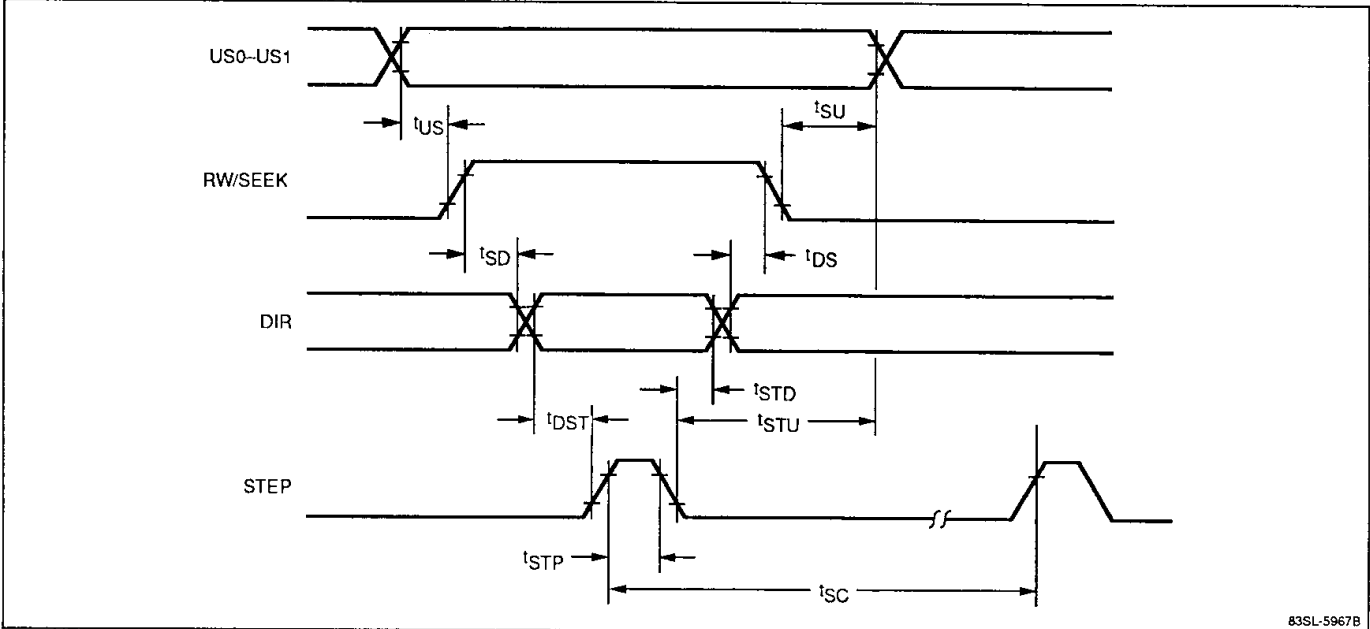 US0–US1
tUS
tSU
RW/SEEK
tSD
tDS
DIR
tSTD
tDST
tSTU
STEP
tSTP
tSC
83SL-5967B